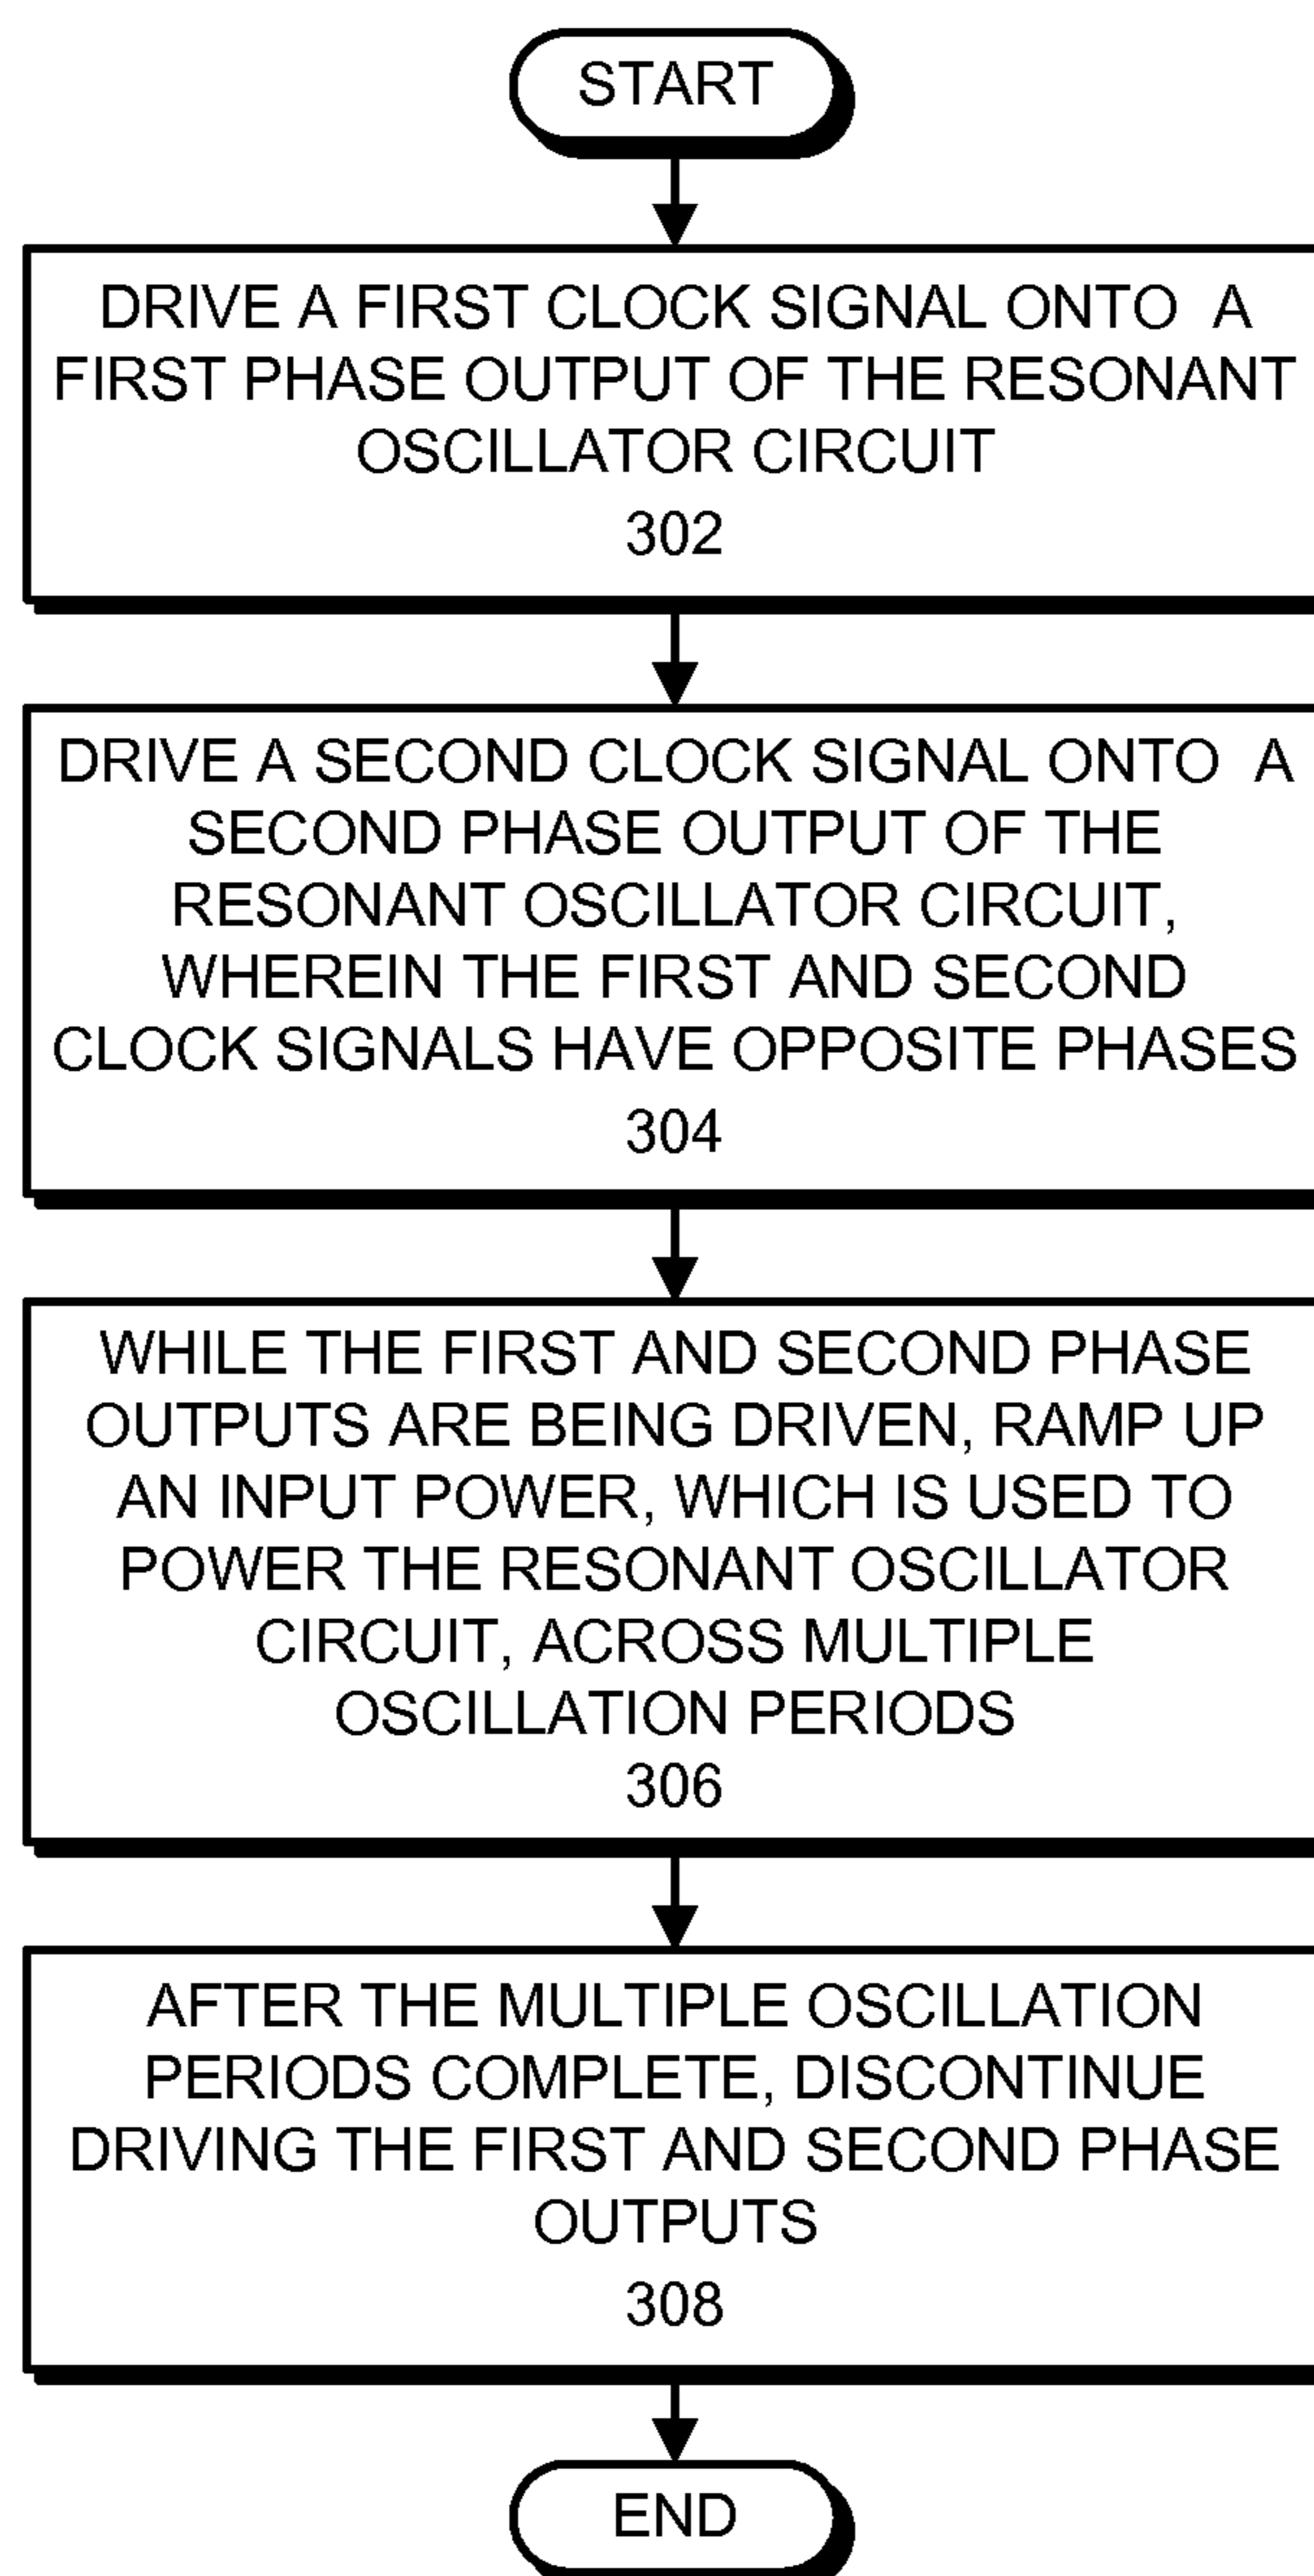 START
DRIVE A FIRST CLOCK SIGNAL ONTO A
FIRST PHASE OUTPUT OF THE RESONANT
OSCILLATOR CIRCUIT
302
DRIVE A SECOND CLOCK SIGNAL ONTO A
SECOND PHASE OUTPUT OF THE
RESONANT OSCILLATOR CIRCUIT,
WHEREIN THE FIRST AND SECOND
CLOCK SIGNALS HAVE OPPOSITE PHASES
304
WHILE THE FIRST AND SECOND PHASE
OUTPUTS ARE BEING DRIVEN, RAMP UP
AN INPUT POWER, WHICH IS USED TO
POWER THE RESONANT OSCILLATOR
CIRCUIT, ACROSS MULTIPLE
OSCILLATION PERIODS
306
AFTER THE MULTIPLE OSCILLATION
PERIODS COMPLETE, DISCONTINUE
DRIVING THE FIRST AND SECOND PHASE
OUTPUTS
308
END